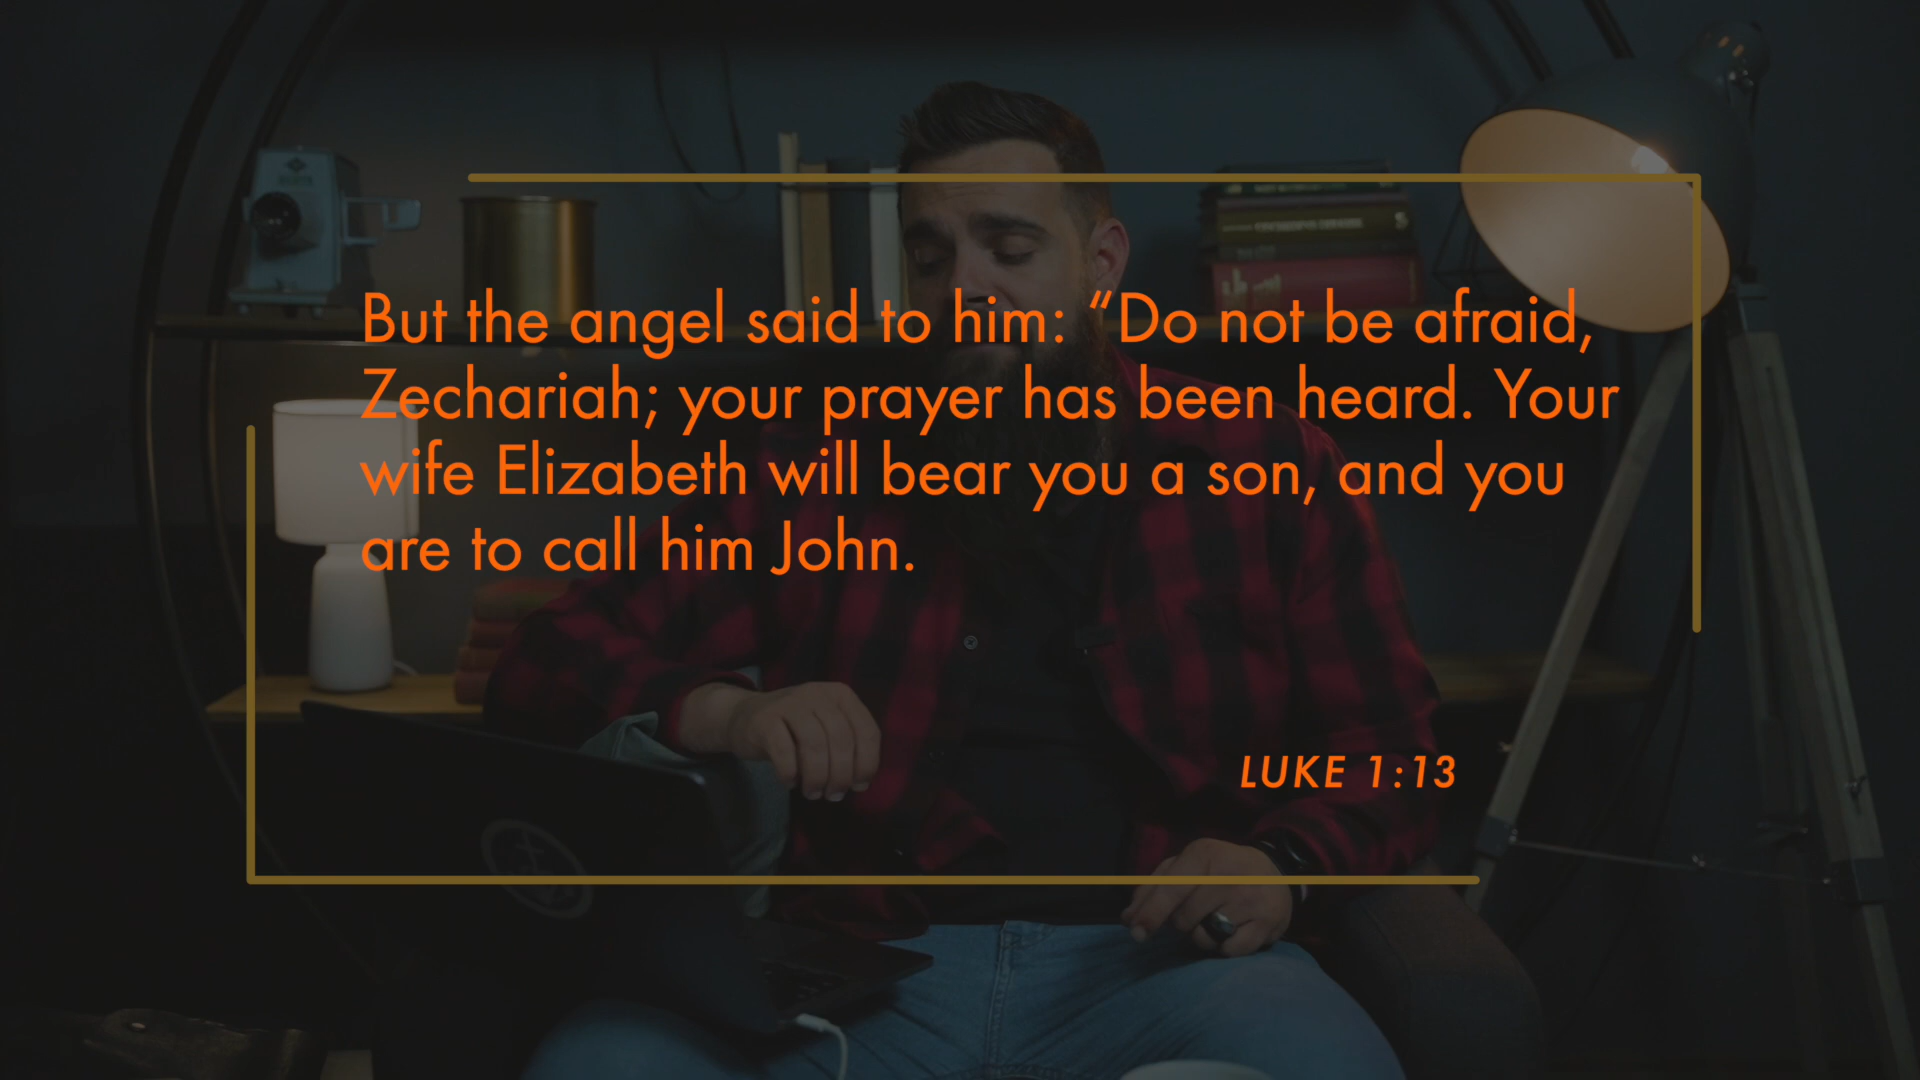 But the angel said to him: “Do not be afraid,
Zechariah; your prayer has been heard. Your
wife Elizabeth will bear you a son, and you
are to call him John.
LUKE 1:13